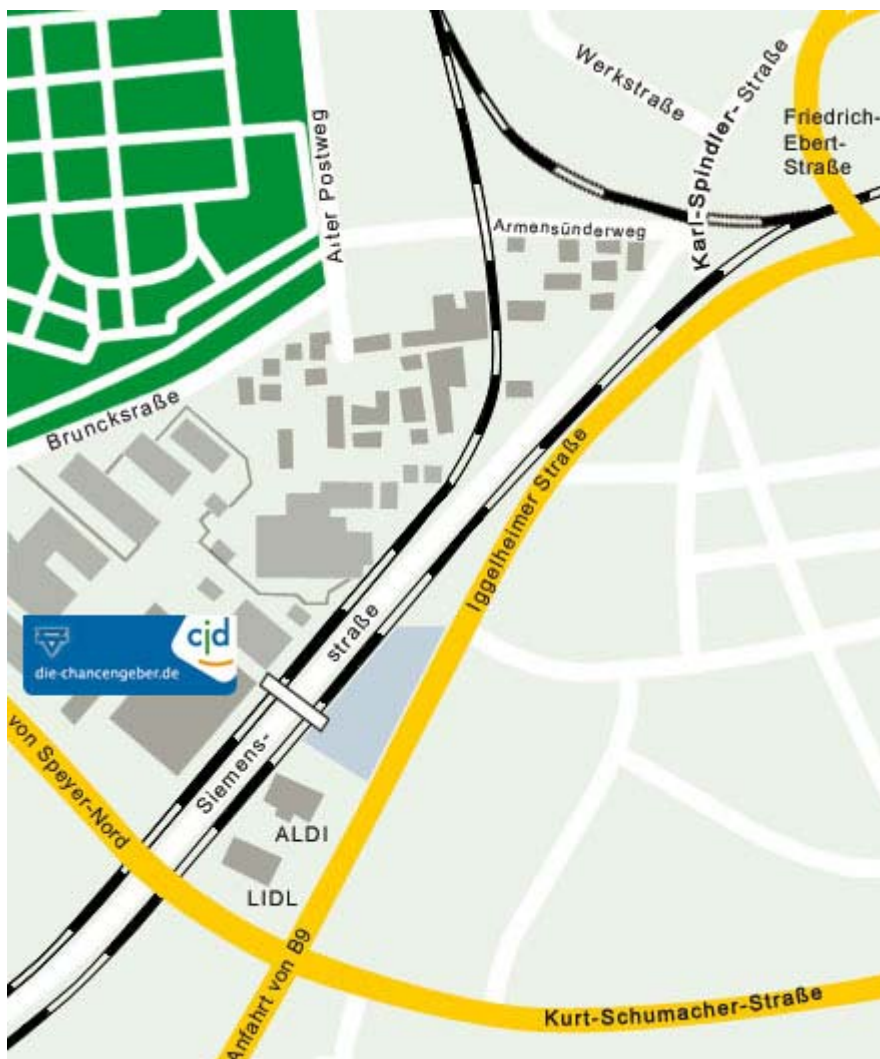 Werkstraße
Karl-Spindler-Straße
Friedrich-
Ebert-
Straße
Alter Postweg
Armensünderweg
Bruncksraße
Iggelheimer Straße
cjd
die-chancengeber.de
Siemens-
straße
von Speyer-Nord
ALDI
LIDL
Anfahrt von B9
Kurt-Schumacher-Straße